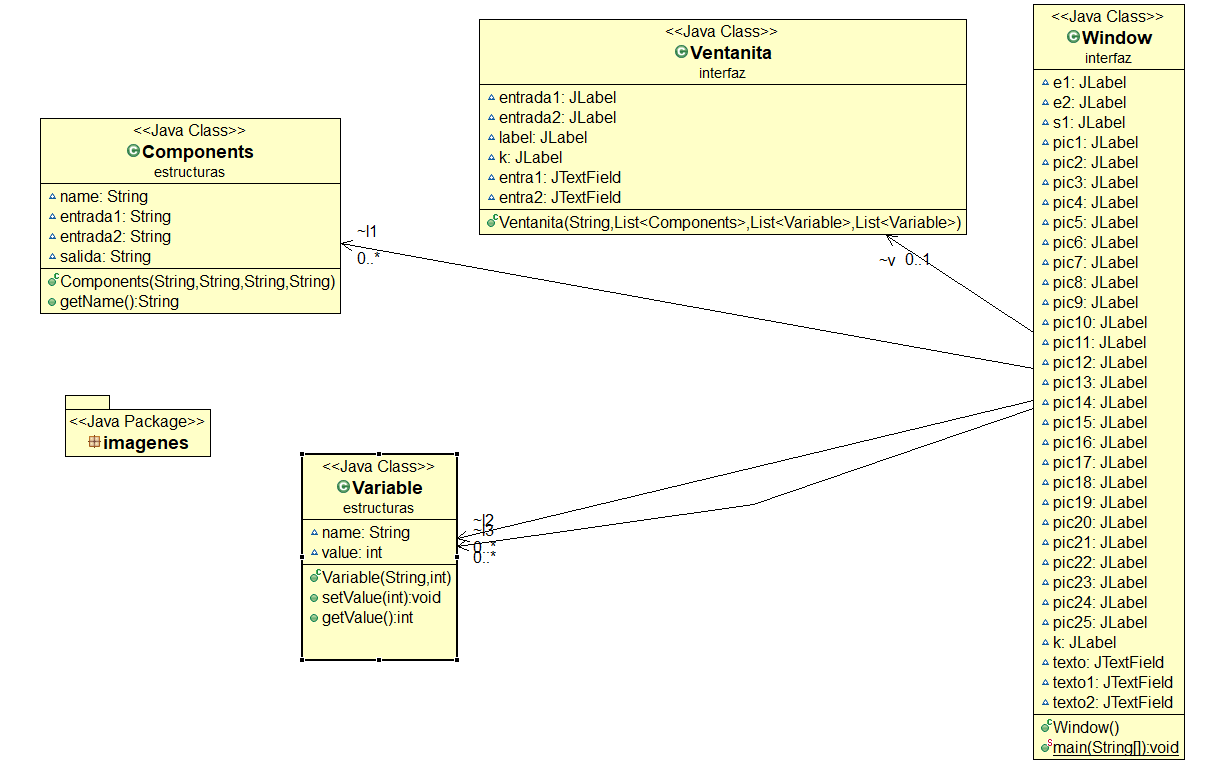 <<Java Class>>
Components
estructuras
name: String
entrada1: String
entrada2: String
salida: String
Components(String,String,String,String)
getName():String
<<Java Class>>
Ventanita
interfaz
entrada1: JLabel
entrada2: JLabel
label: JLabel
k: JLabel
entra1: JTextField
entra2: JTextField
Ventanita(String,List<Components>,List<Variable>,List<Variable>)
<<Java Class>>
Window
interfaz
e1: JLabel
e2: JLabel
s1: JLabel
pic1: JLabel
pic2: JLabel
pic3: JLabel
pic4: JLabel
pic5: JLabel
pic6: JLabel
pic7: JLabel
pic8: JLabel
pic9: JLabel
pic10: JLabel
pic11: JLabel
pic12: JLabel
pic13: JLabel
pic14: JLabel
pic15: JLabel
pic16: JLabel
pic17: JLabel
pic18: JLabel
pic19: JLabel
pic20: JLabel
pic21: JLabel
pic22: JLabel
pic23: JLabel
pic24: JLabel
pic25: JLabel
k: JLabel
texto: JTextField
texto1: JTextField
texto2: JTextField
Window()
main(String[]):void
~l1
0..*
~v 0..1
<<Java Package>>
imagenes
<<Java Class>>
Variable
estructuras
name: String
value: int
Variable(String,int)
setValue(int):void
getValue():int
~l2
~l3
0..*
0..*